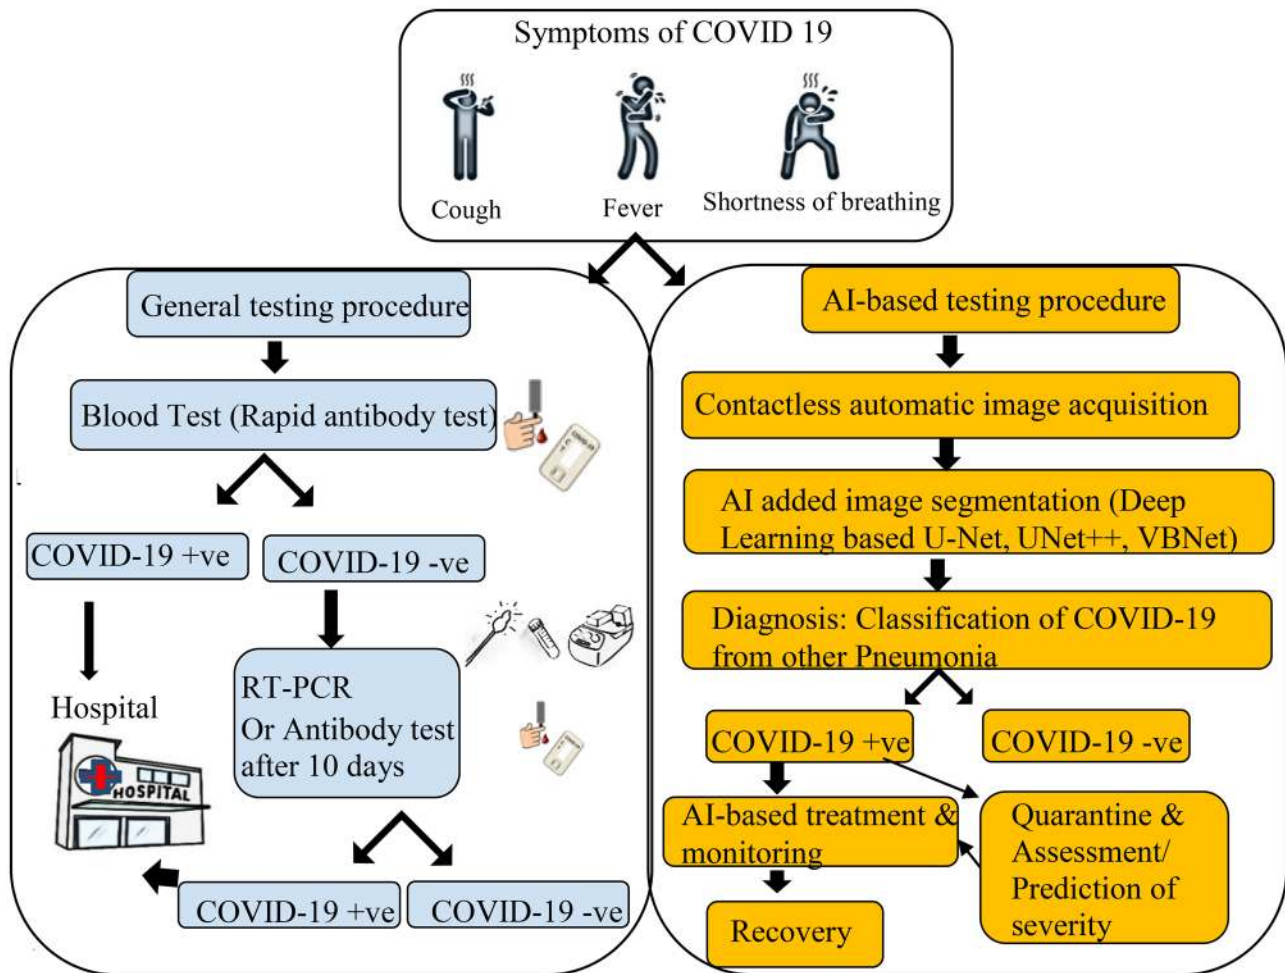 Symptoms of COVID 19
Cough
Fever
Shortness of breathing
General testing procedure
Blood Test (Rapid antibody test)
COVID-19 +ve
COVID-19 -ve
Hospital
HOSPITAL
RT-PCR
Or Antibody test
after 10 days
COVID-19 +ve
COVID-19 -ve
AI-based testing procedure
Contactless automatic image acquisition
AI added image segmentation (Deep
Learning based U-Net, UNet++, VBNet)
Diagnosis: Classification of COVID-19
from other Pneumonia
COVID-19 +ve
COVID-19 -ve
AI-based treatment &
monitoring
Quarantine &
Assessment/
Prediction of
severity
Recovery